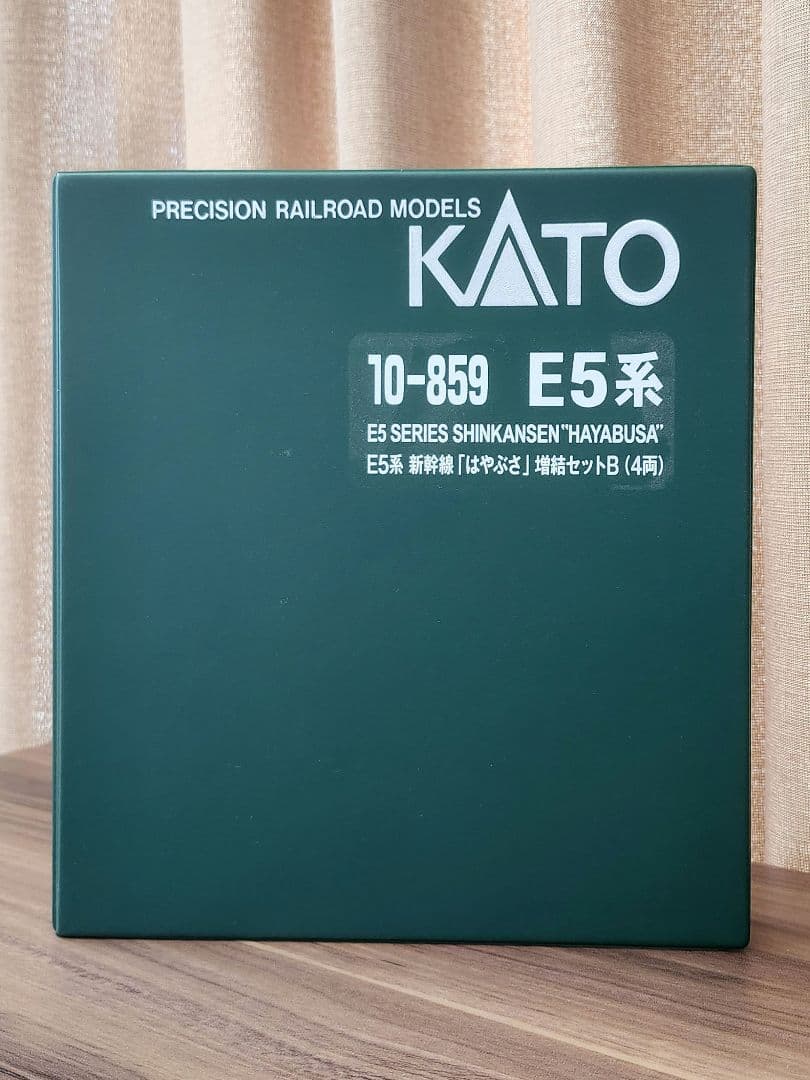 PRECISION RAILROAD MODELS
KATO
10-859 E5系
E5 SERIES SHINKANSEN "HAYABUSA"
E5系 新幹線「はやぶさ」増結セットB（4両）